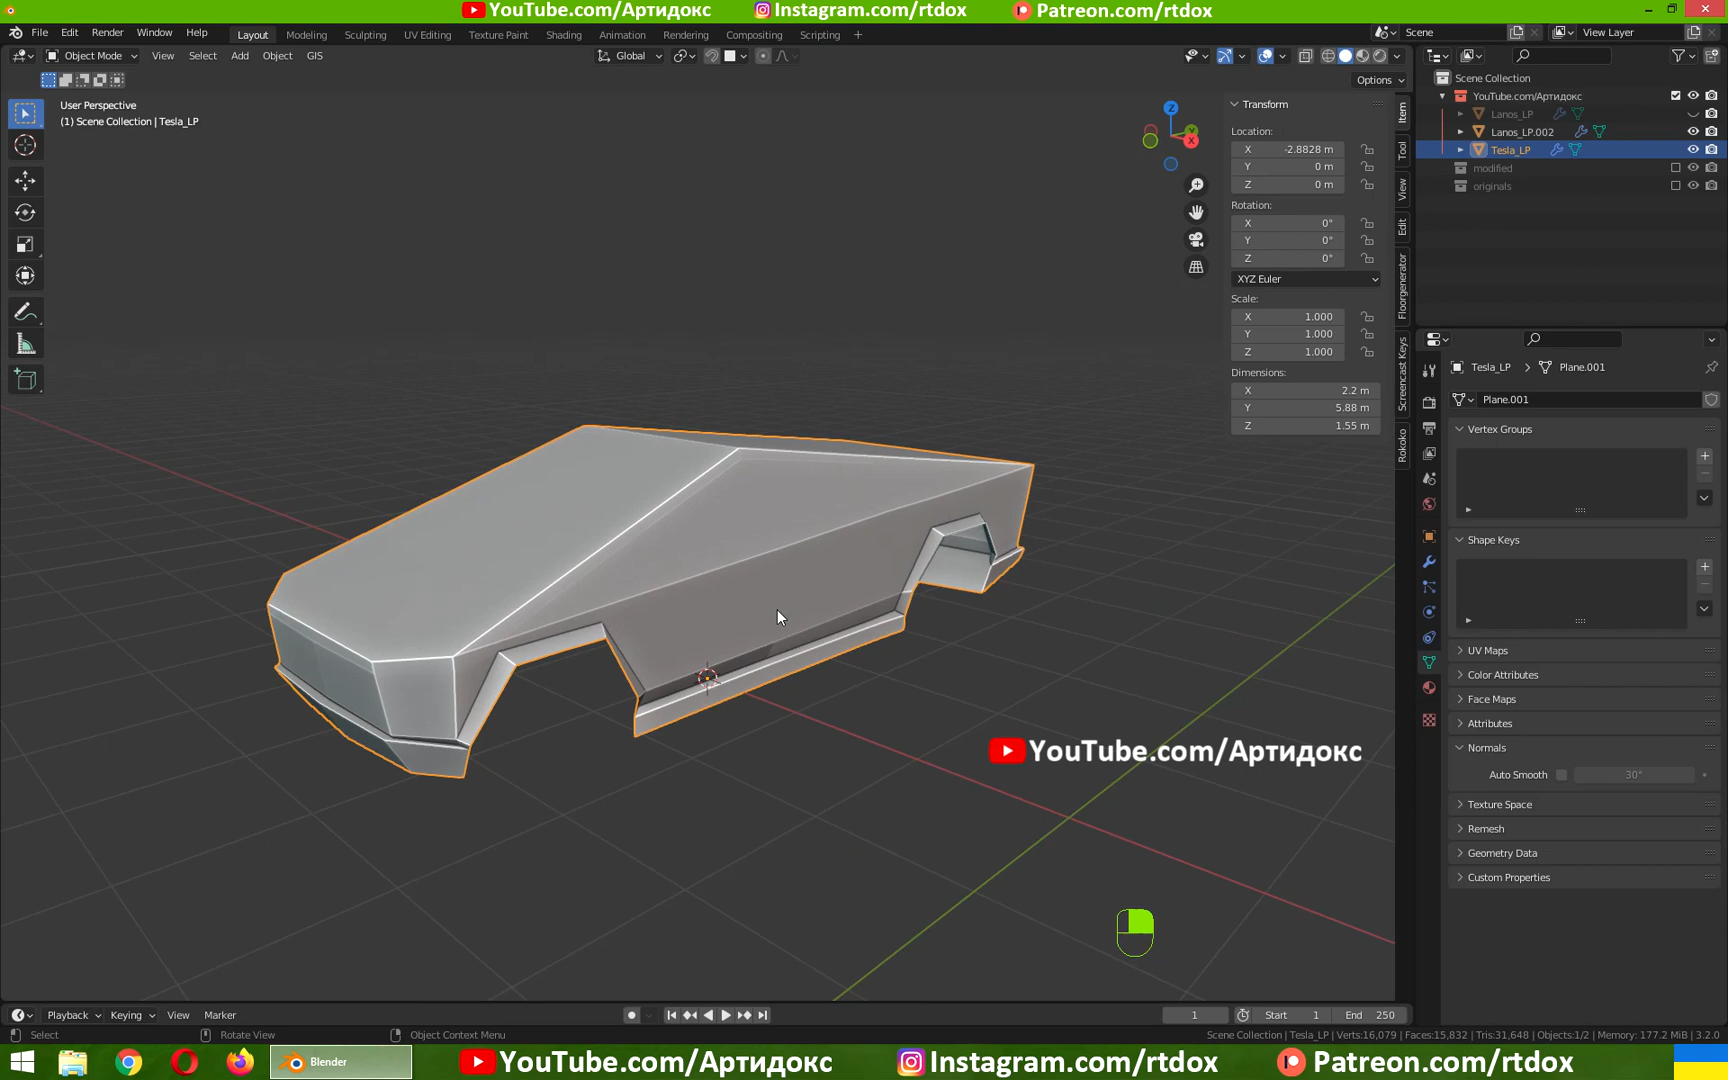 YouTube.com/Артидокс Instagram.com/rtdox Patreon.com/rtdox
File Edit Render Window Help Layout Modeling Sculpting UV Editing Texture Paint Shading Animation Rendering Compositing Scripting + Scene View Layer
Object Mode View Select Add Object GIS Global
Options
User Perspective
(1) Scene Collection | Tesla_LP
Transform
Location:
X -2.8828 m
Y 0 m
Z 0 m
Rotation:
X 0°
Y 0°
Z 0°
XYZ Euler
Scale:
X 1.000
Y 1.000
Z 1.000
Dimensions:
X 2.2 m
Y 5.88 m
Z 1.55 m
Item
Tool
View
Edit
Floorgenerator
Screencast Keys
Rokoko
Z
Y
X
Scene Collection
YouTube.com/Артидокс
Lanos_LP
Lanos_LP.002
Tesla_LP
modified
originals
Tesla_LP > Plane.001
Plane.001
Vertex Groups
Shape Keys
UV Maps
Color Attributes
Face Maps
Attributes
Normals
Auto Smooth 30°
Texture Space
Remesh
Geometry Data
Custom Properties
YouTube.com/Артидокс
Playback Keying View Marker 1 Start 1 End 250
Select Rotate View Object Context Menu Scene Collection | Tesla_LP | Verts:16,079 | Faces:15,832 | Tris:31,648 | Objects:1/2 | Memory: 177.2 MiB | 3.2.0
Blender YouTube.com/Артидокс Instagram.com/rtdox Patreon.com/rtdox